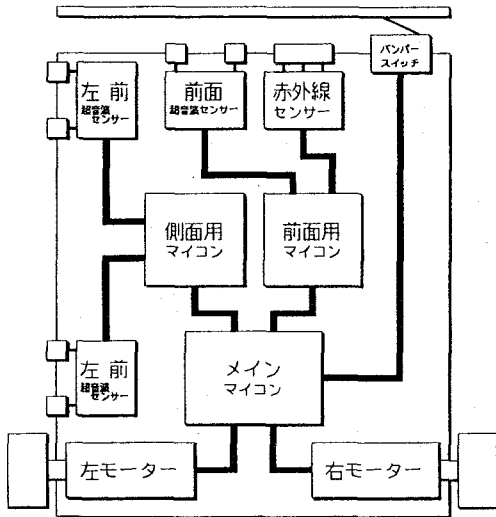 バンパー
スイッチ
左 前
超音波
センサー
前面
超音波センサー
赤外線
センサー
側面用
マイコン
前面用
マイコン
左 前
超音波
センサー
メイン
マイコン
左モーター
右モーター